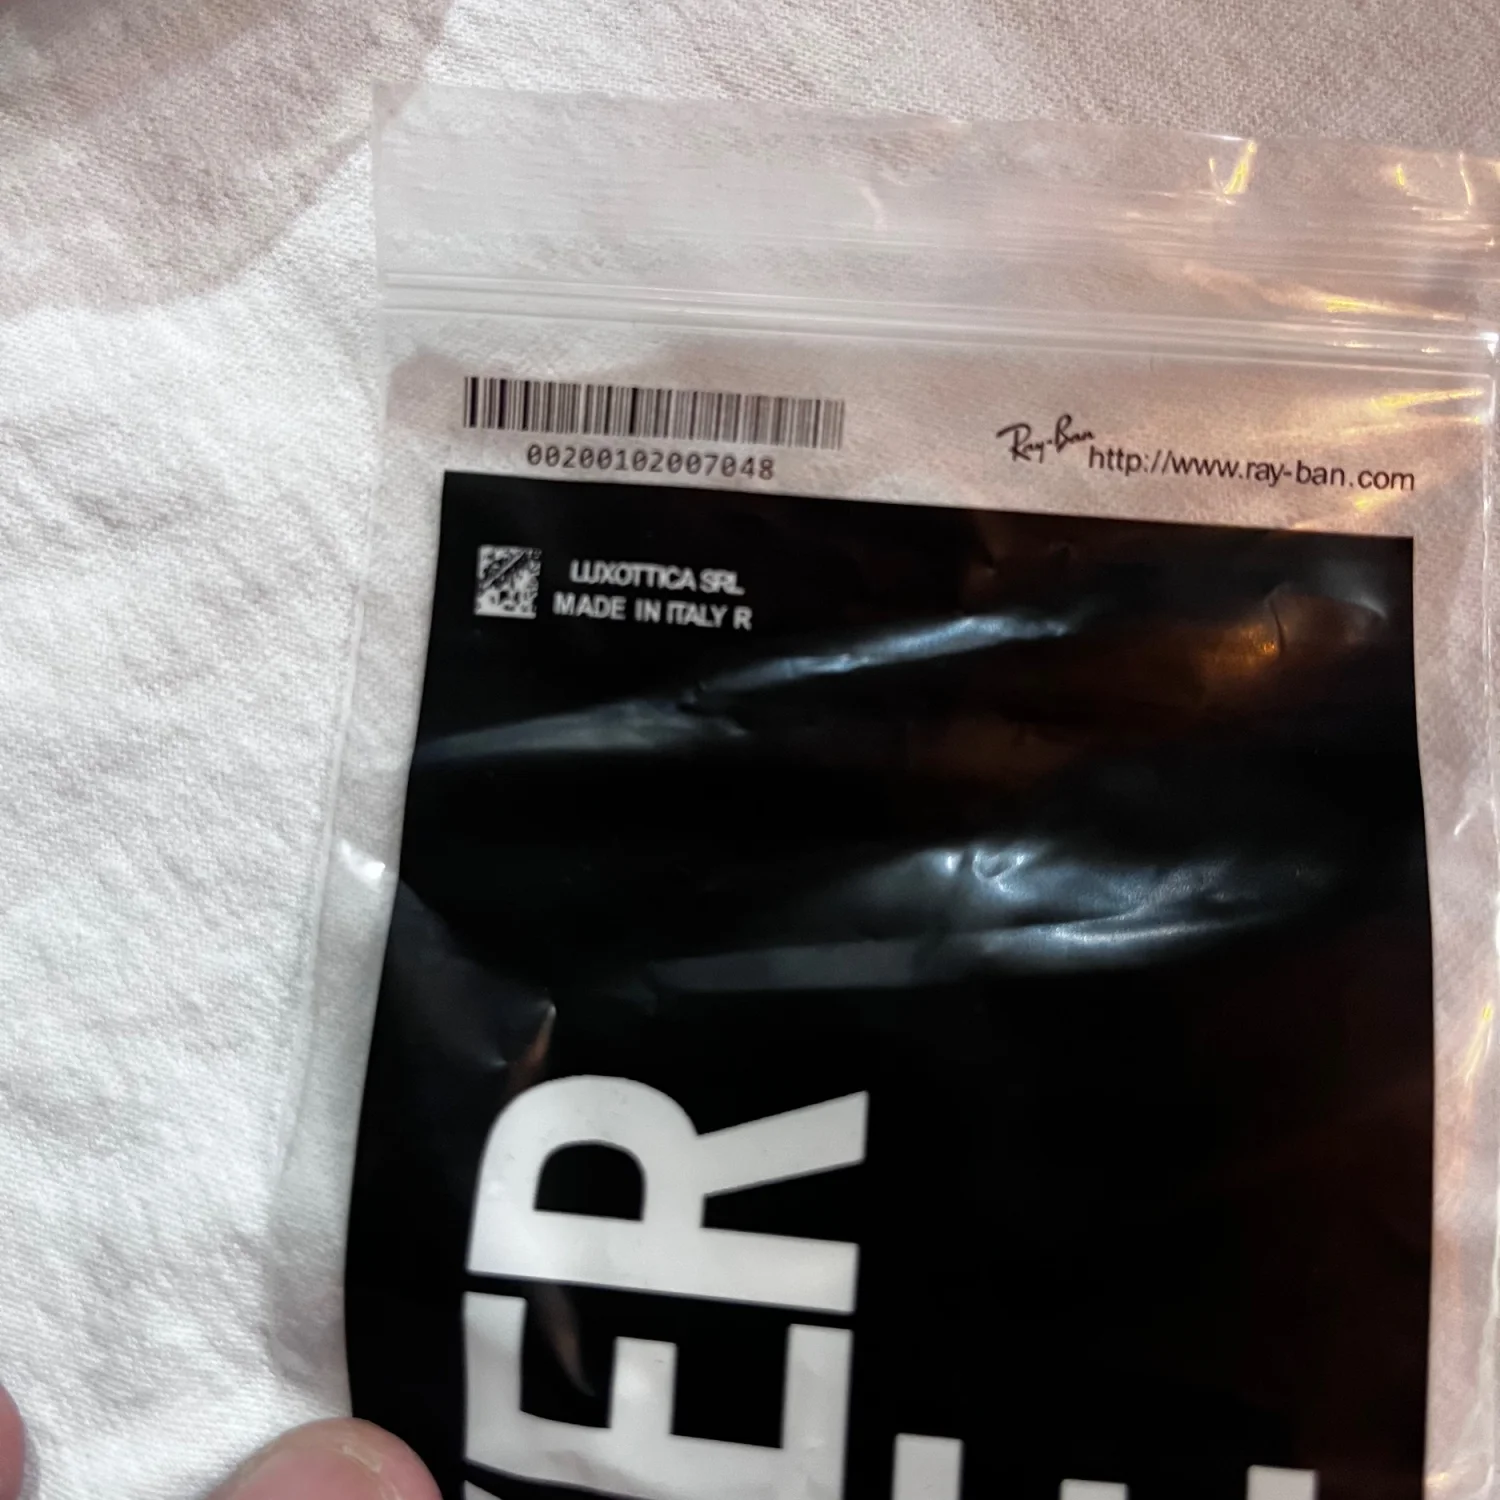 00200102007048
Ray-Ban http://www.ray-ban.com
LUXOTTICA SRL
MADE IN ITALY R
ER